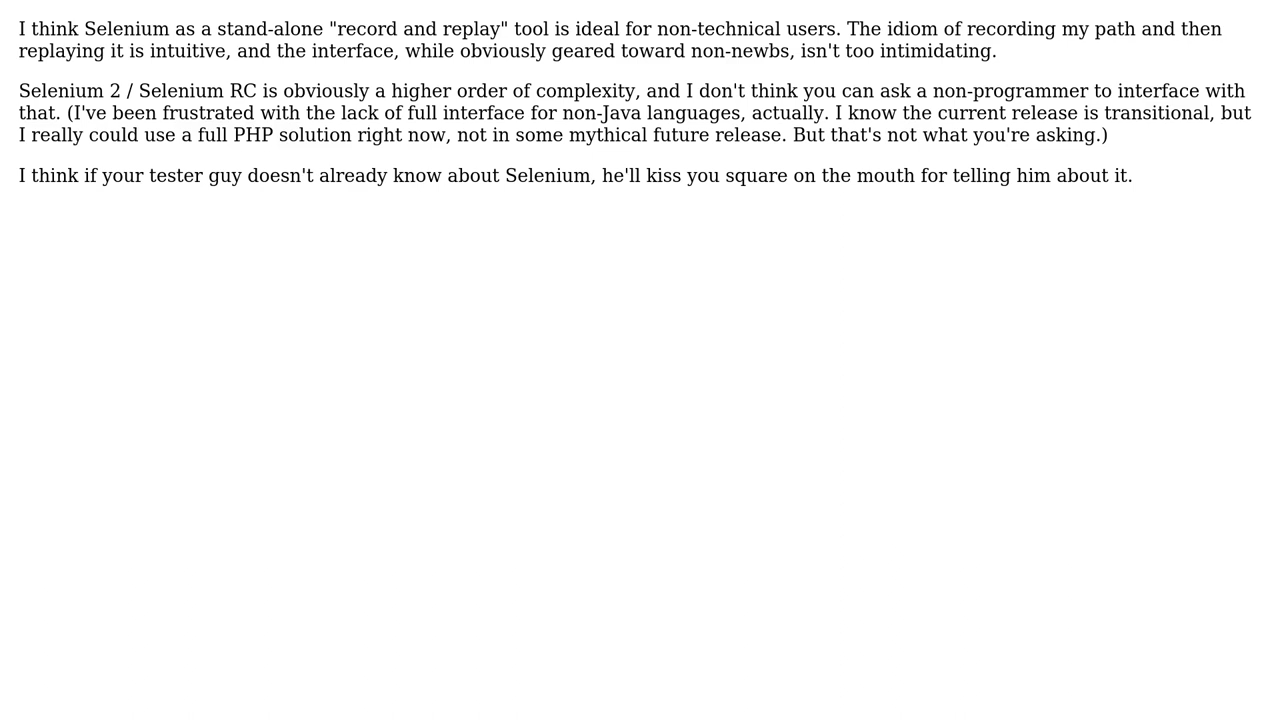 I think Selenium as a stand-alone "record and replay" tool is ideal for non-technical users. The idiom of recording my path and then
replaying it is intuitive, and the interface, while obviously geared toward non-newbs, isn't too intimidating.
Selenium 2 / Selenium RC is obviously a higher order of complexity, and I don't think you can ask a non-programmer to interface with
that. (I've been frustrated with the lack of full interface for non-Java languages, actually. I know the current release is transitional, but
I really could use a full PHP solution right now, not in some mythical future release. But that's not what you're asking.)
I think if your tester guy doesn't already know about Selenium, he'll kiss you square on the mouth for telling him about it.